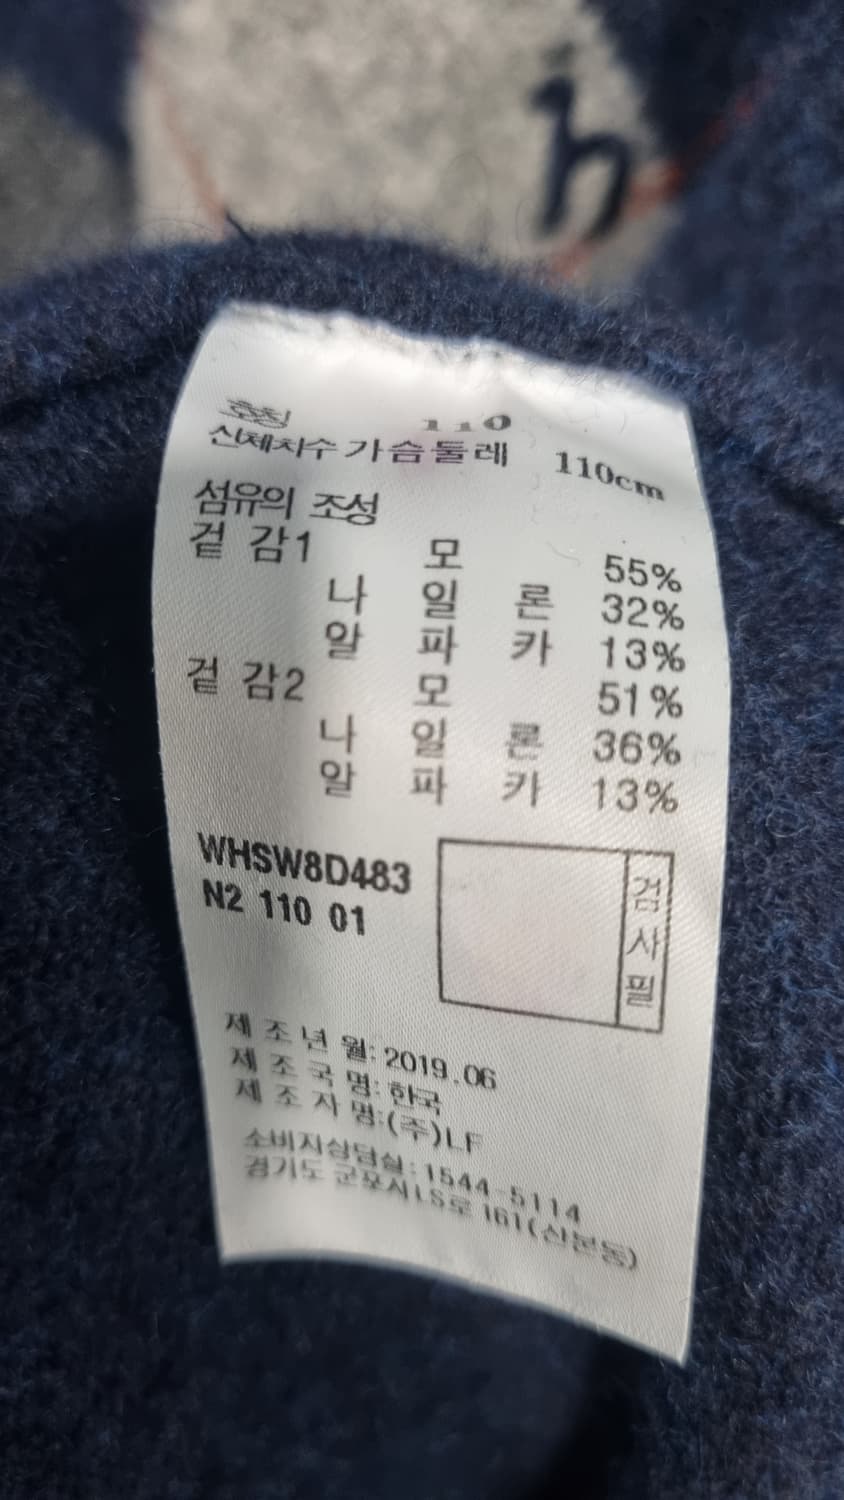 h
호칭 110
신체치수 가슴둘레 110cm
섬유의 조성
겉 감1 모 55%
나 일 론 32%
알 파 카 13%
겉 감2 모 51%
나 일 론 36%
알 파 카 13%
WHSW8D483
N2 110 01
검사필
제 조 년 월: 2019.06
제 조 국 명: 한국
제 조 자 명:(주)LF
소비자상담실: 1544-5114
경기도 군포시 LS로 161(산본동)